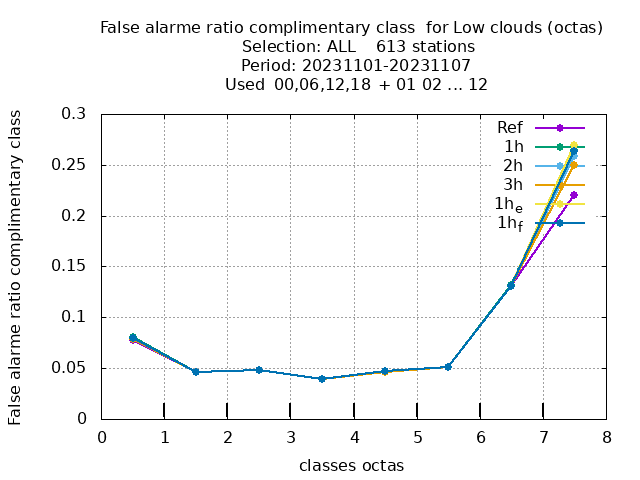 False alarme ratio complimentary class  for Low clouds (octas)
Selection: ALL    613 stations
Period: 20231101-20231107
Used  00,06,12,18  + 01 02 ... 12
False alarme ratio complimentary class
0.3
0.25
0.2
0.15
0.1
0.05
0
Ref
1h
2h
3h
1h_e
1h_f
0 1 2 3 4 5 6 7 8
classes octas